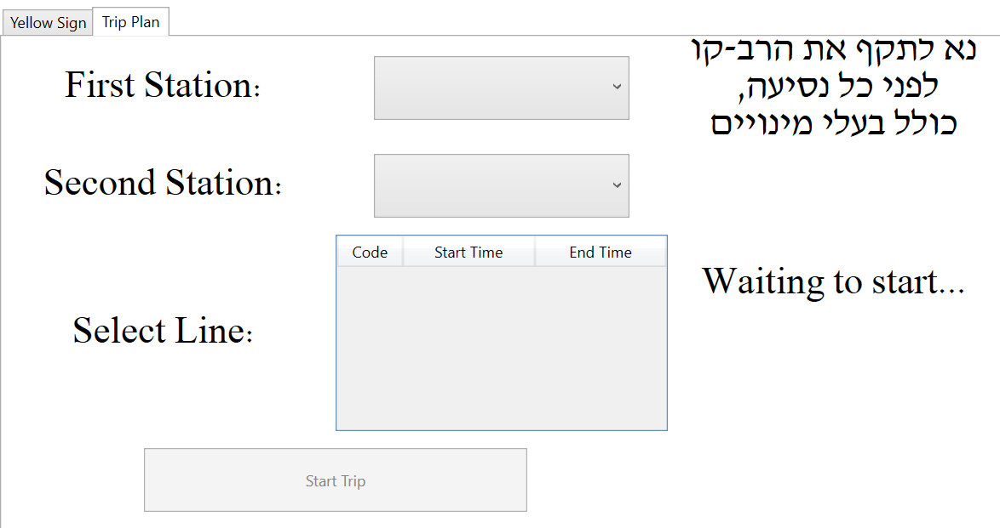 Yellow Sign
Trip Plan
First Station:
נא לתקף את הרב-קו
לפני כל נסיעה,
כולל בעלי מינויים
Second Station:
Code
Start Time
End Time
Waiting to start...
Select Line:
Start Trip